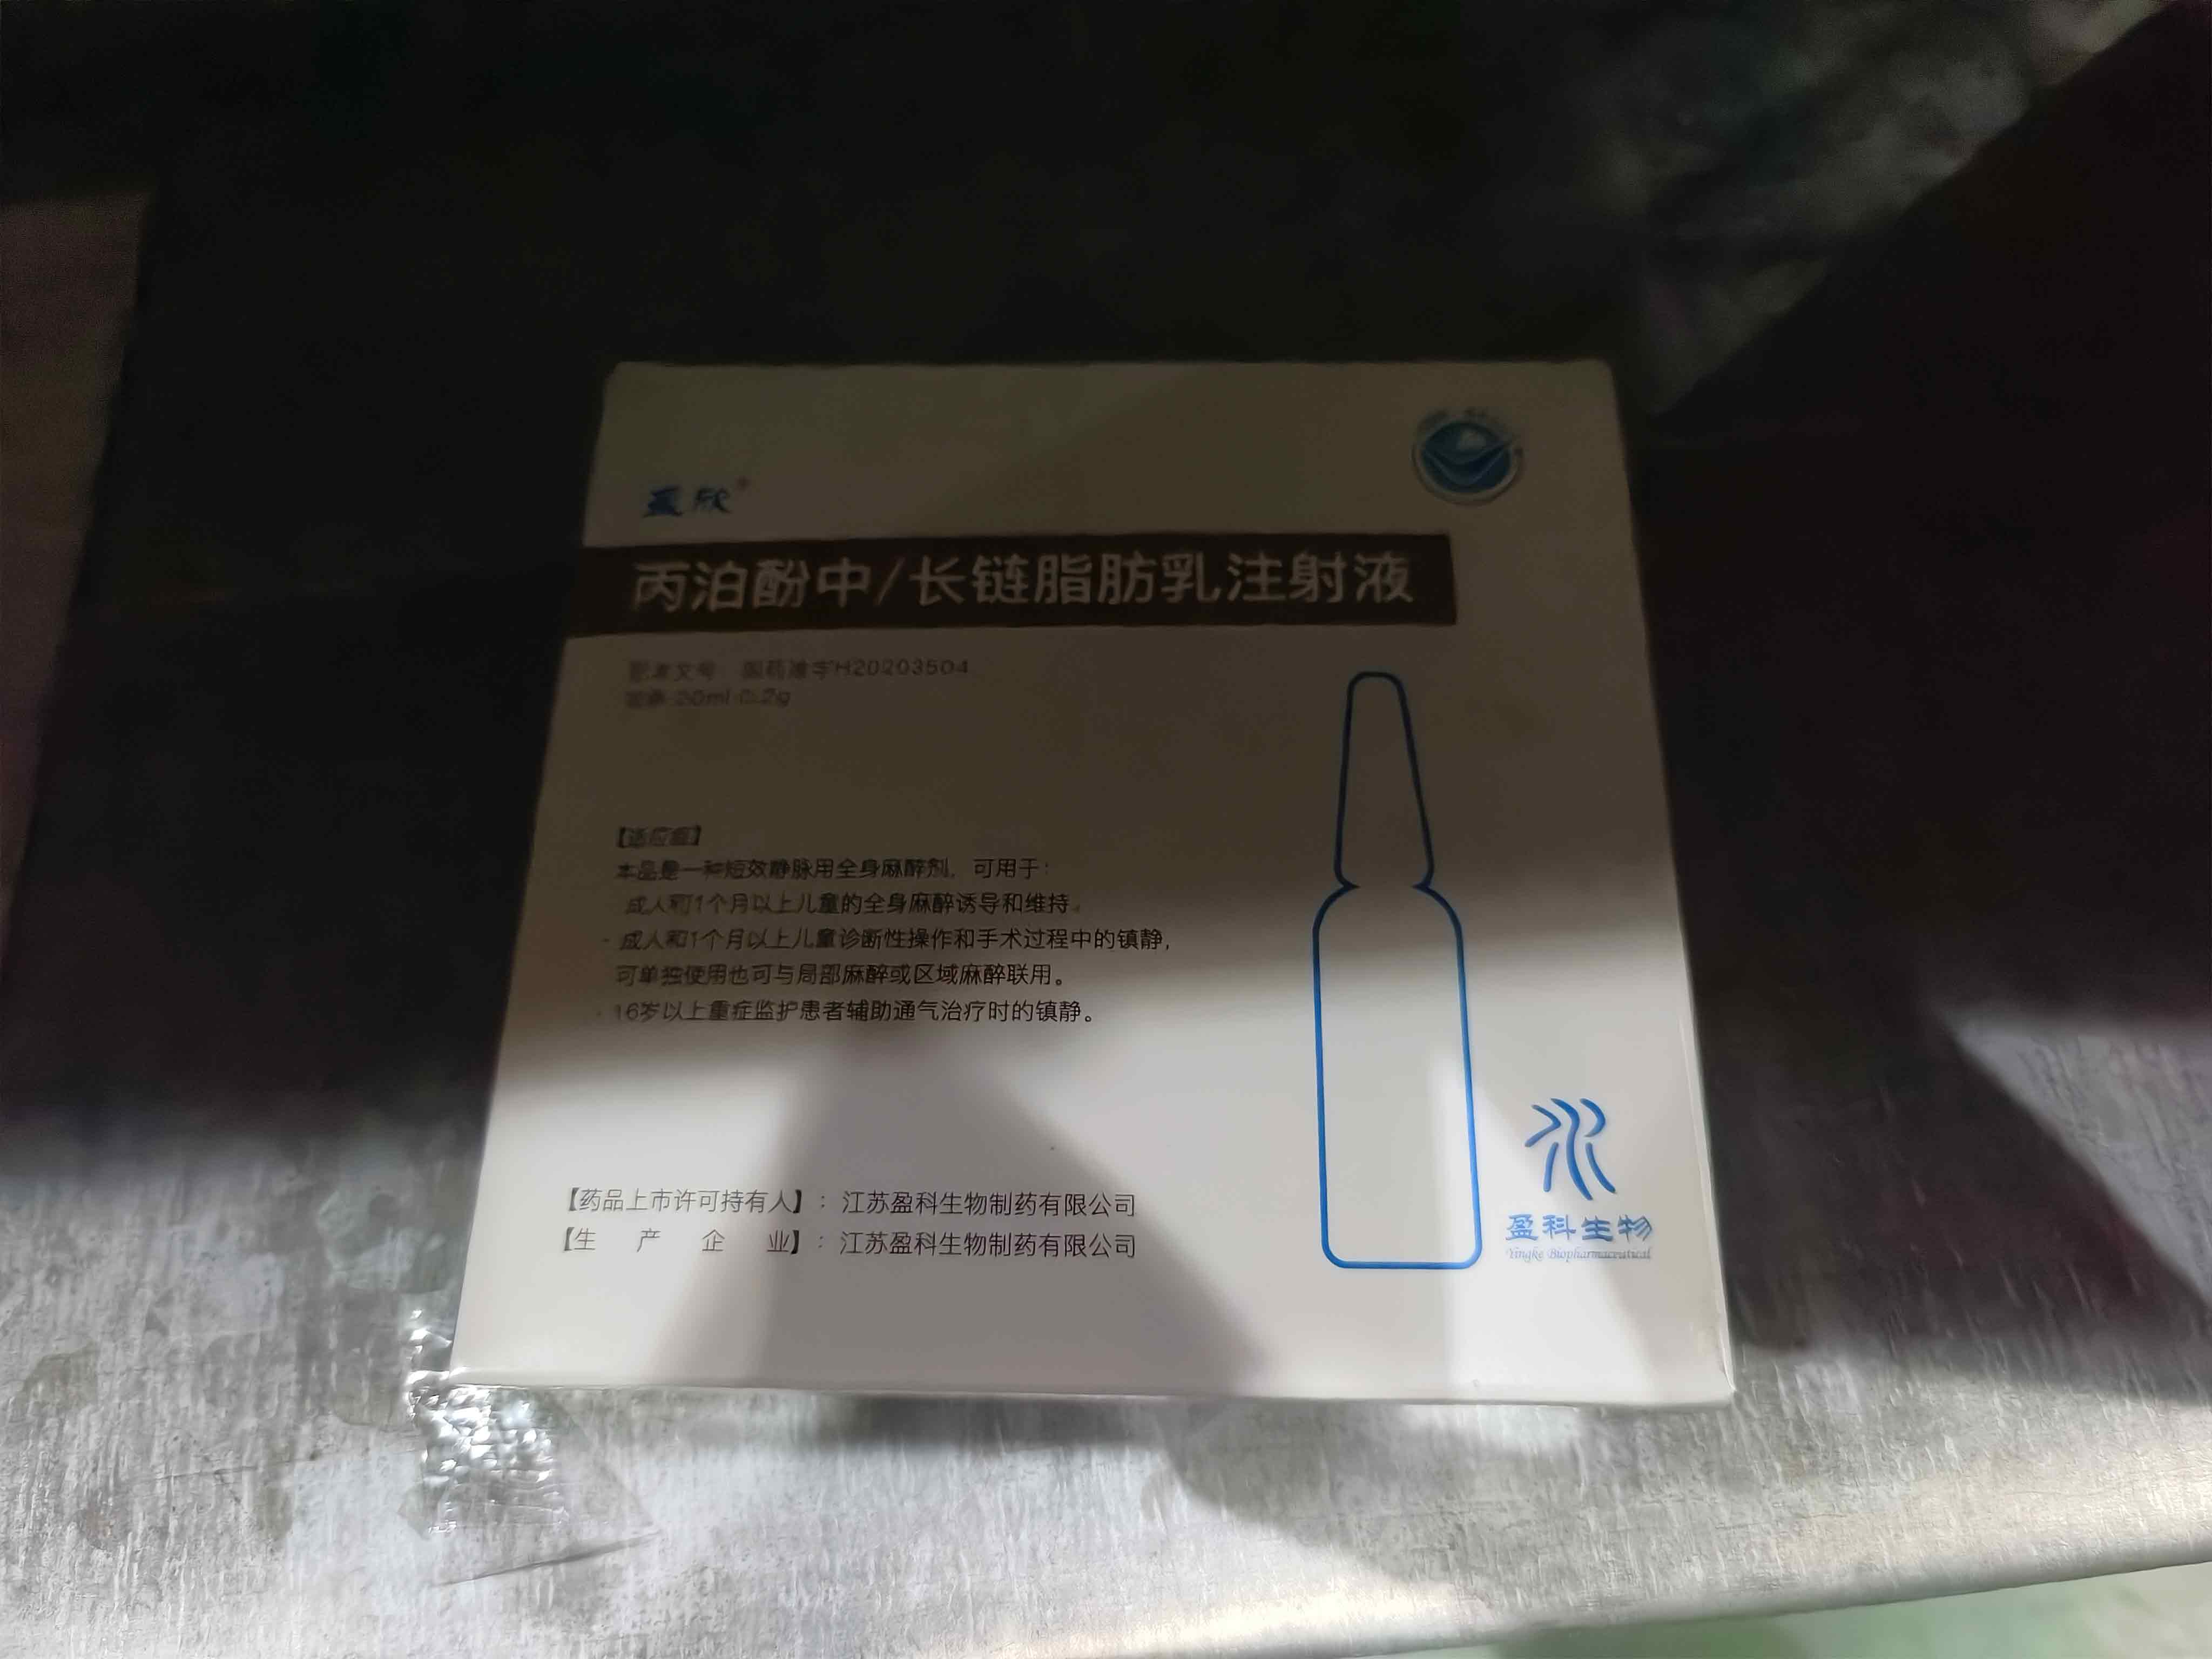 盈欣®
丙泊酚中/长链脂肪乳注射液
批准文号：国药准字H20203504
规格:20ml:0.2g
【适应症】
本品是一种短效静脉用全身麻醉剂，可用于：
成人和1个月以上儿童的全身麻醉诱导和维持。
· 成人和1个月以上儿童诊断性操作和手术过程中的镇静，
可单独使用也可与局部麻醉或区域麻醉联用。
· 16岁以上重症监护患者辅助通气治疗时的镇静。
【药品上市许可持有人】：江苏盈科生物制药有限公司
【生产企业】：江苏盈科生物制药有限公司
盈科生物
Yingke Biopharmaceutical